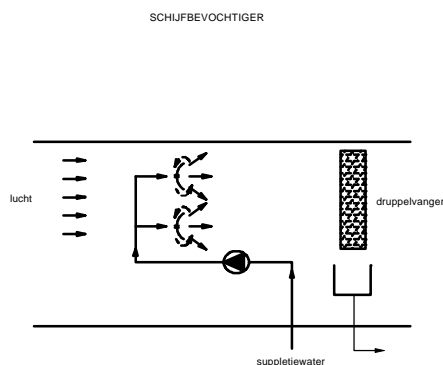 SCHIJFBEVOCHTIGER
lucht
druppelvanger
suppletiewater